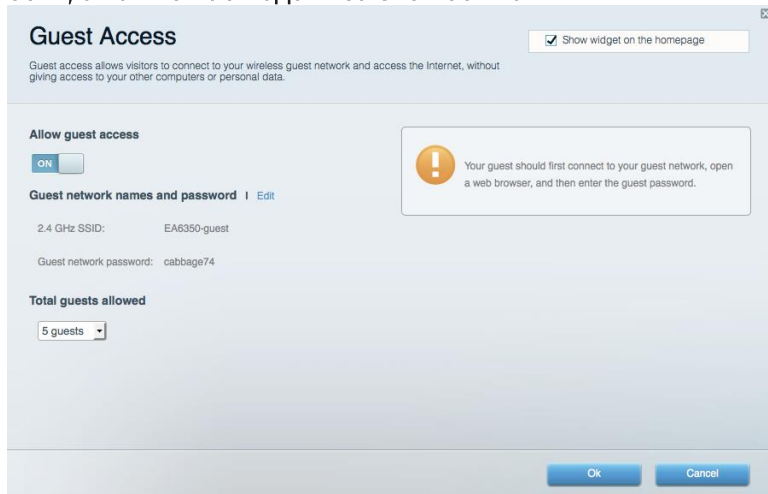 Guest Access
Show widget on the homepage
Guest access allows visitors to connect to your wireless guest network and access the Internet, without
giving access to your other computers or personal data.
Allow guest access
ON
Your guest should first connect to your guest network, open
a web browser, and then enter the guest password.
Guest network names and password | Edit
2.4 GHz SSID: EA6350-guest
Guest network password: cabbage74
Total guests allowed
5 guests
Ok Cancel